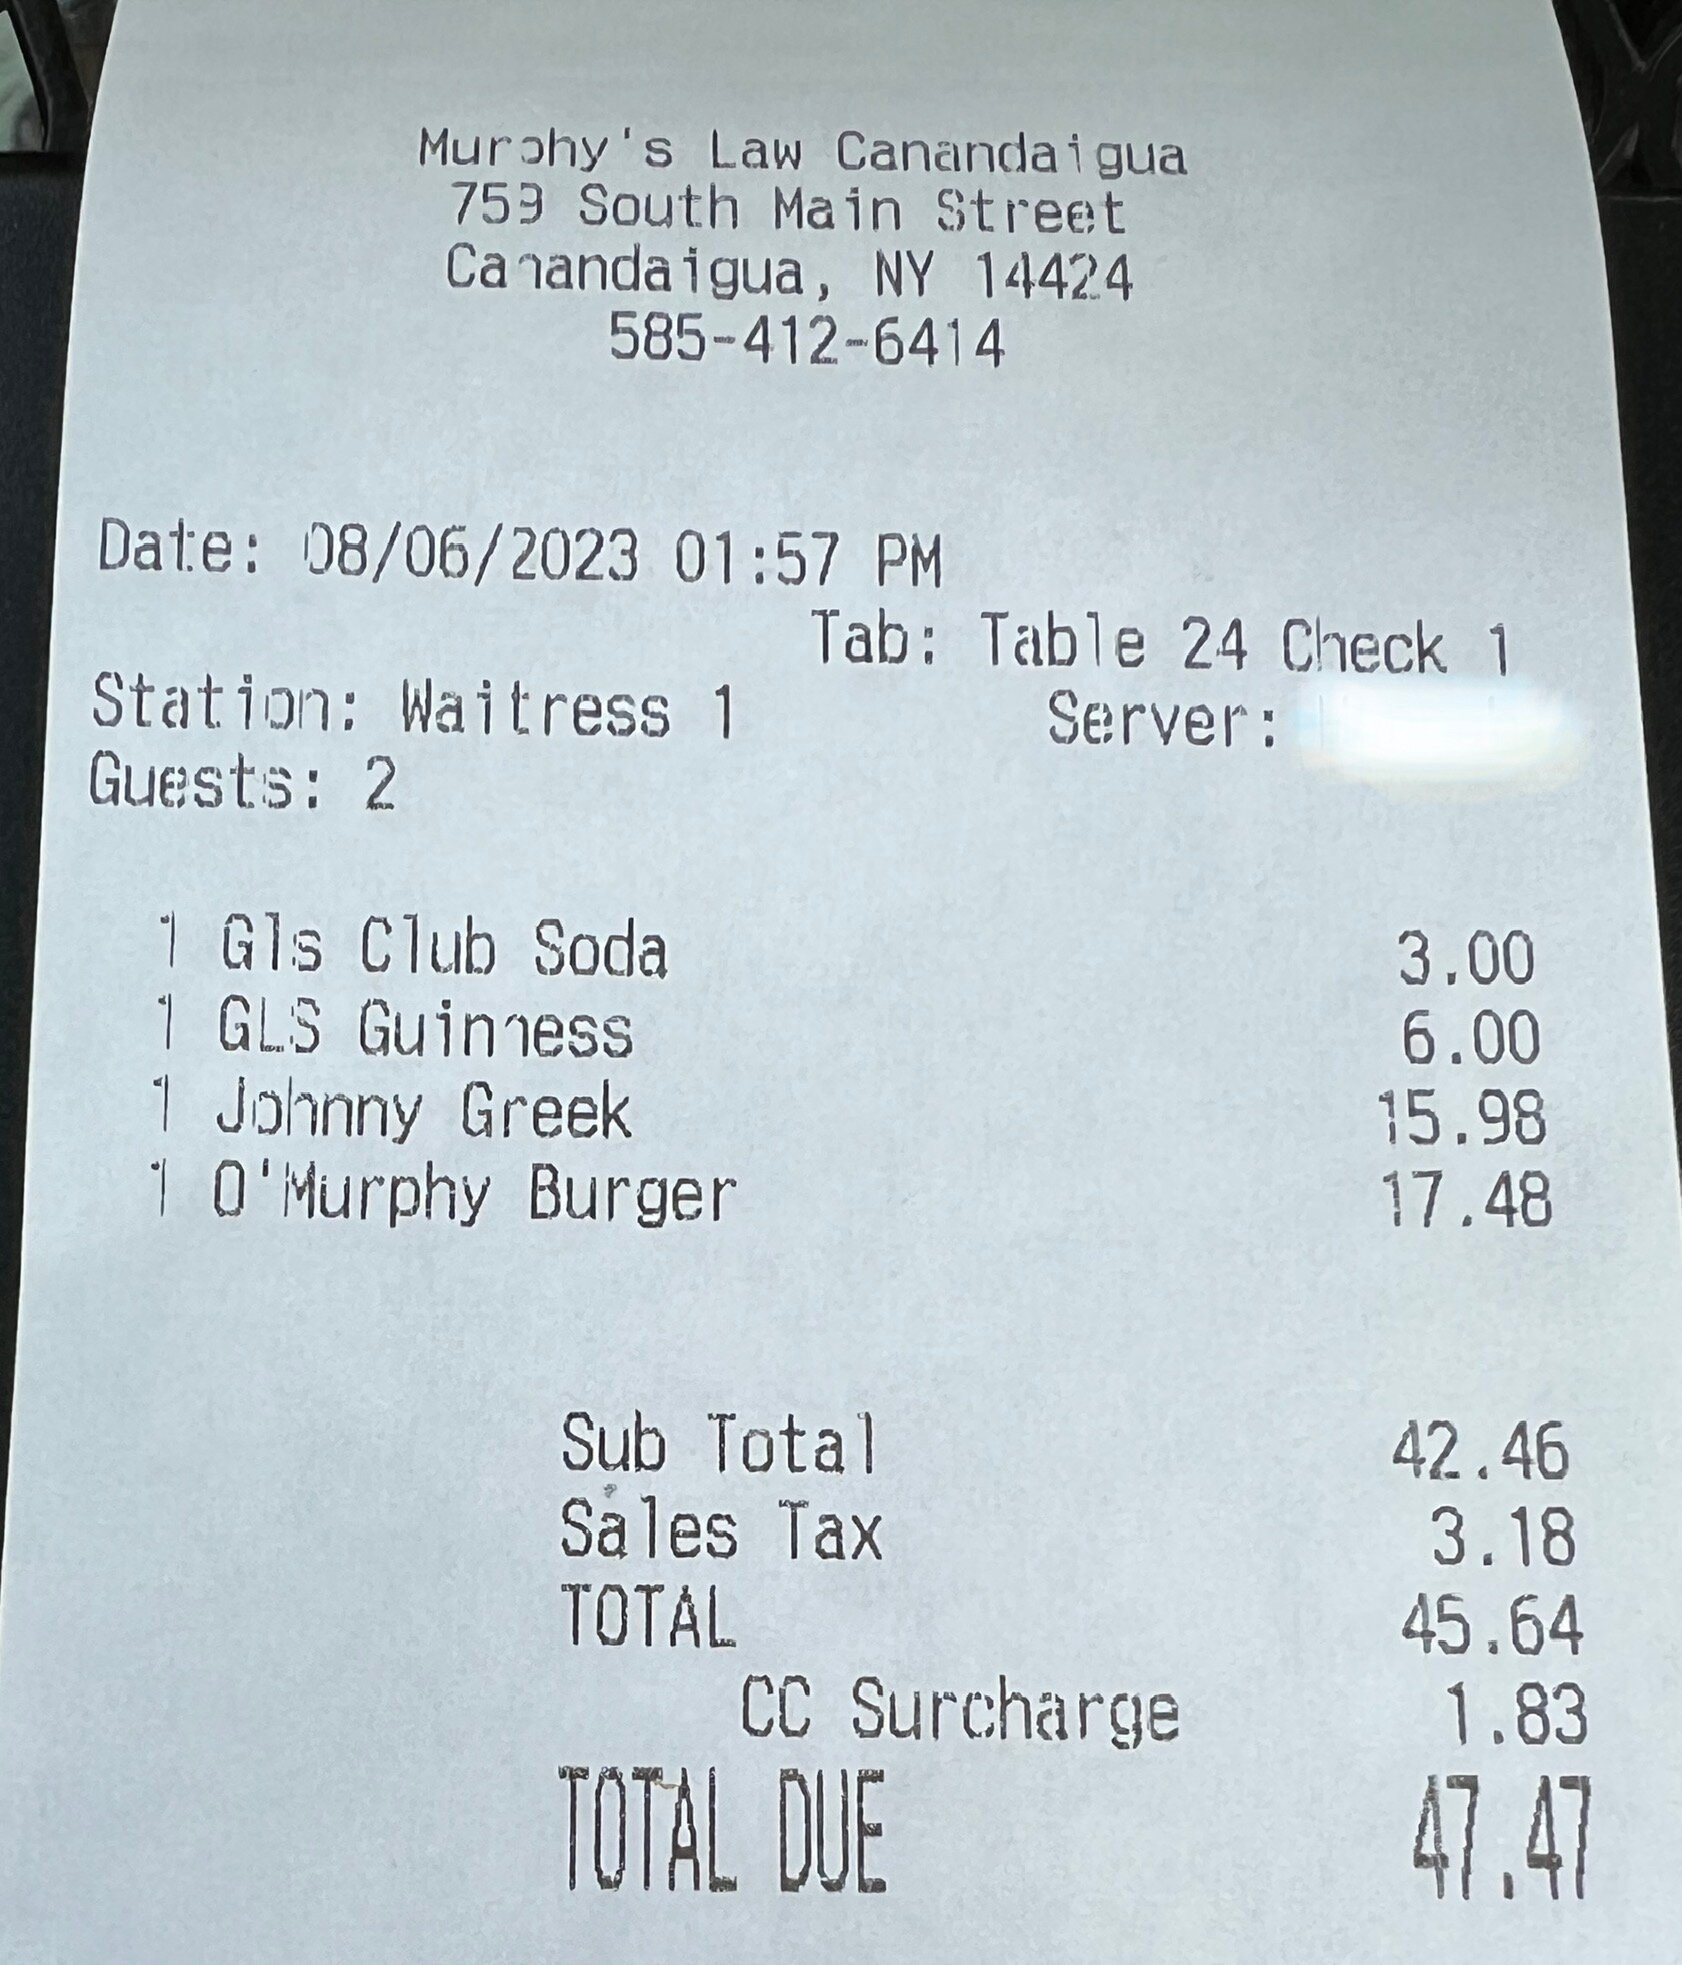 Murphy's Law Canandaigua
759 South Main Street
Canandaigua, NY 14424
585-412-6414
Date: 08/06/2023 01:57 PM
Tab: Table 24 Check 1
Station: Waitress 1 Server:
Guests: 2
1 Gls Club Soda 3.00
1 GLS Guinness 6.00
1 Johnny Greek 15.98
1 O'Murphy Burger 17.48
Sub Total 42.46
Sales Tax 3.18
TOTAL 45.64
CC Surcharge 1.83
TOTAL DUE 47.47